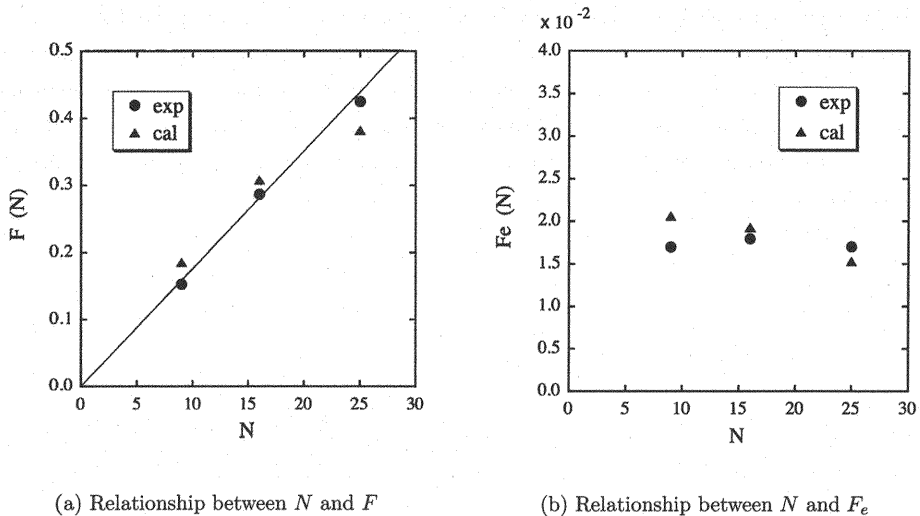 0.5
0.4
0.3
0.2
0.1
0.0
F (N)
exp
cal
0 5 10 15 20 25 30
N
(a) Relationship between N and F
x 10⁻²
4.0
3.5
3.0
2.5
2.0
1.5
1.0
0.5
0.0
Fe (N)
exp
cal
0 5 10 15 20 25 30
N
(b) Relationship between N and Fₑ